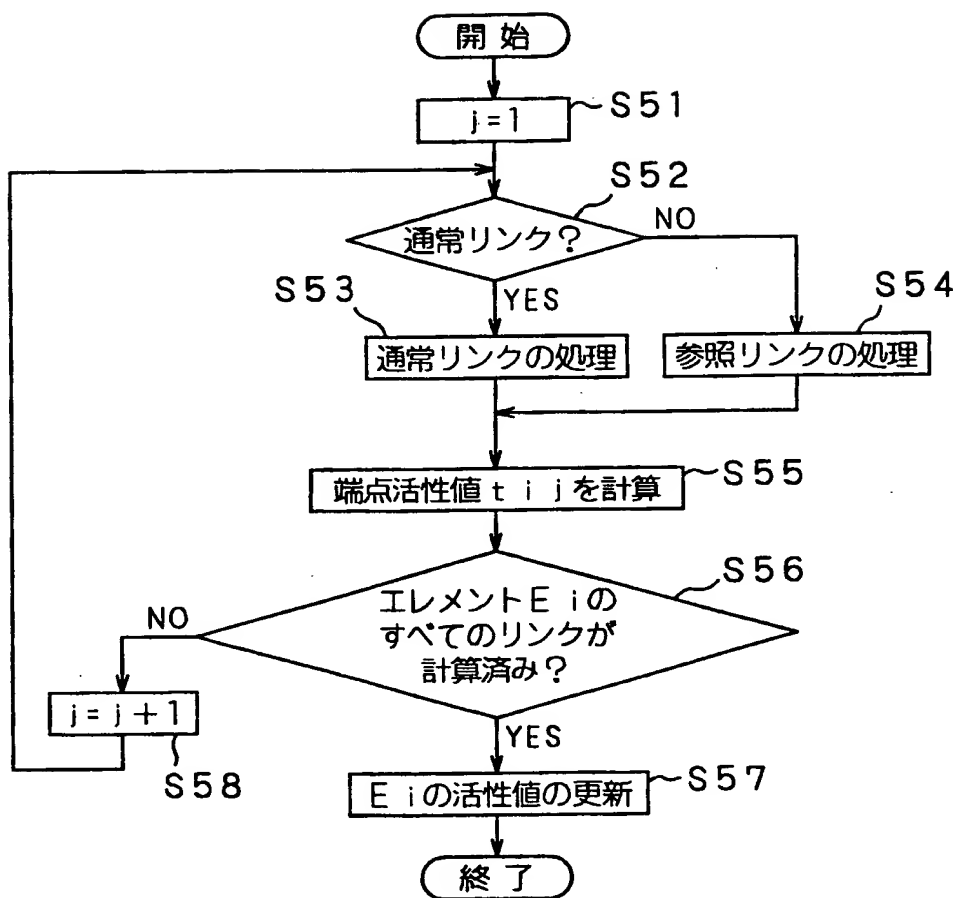 開 始
S51
j=1
S52
通常リンク?
NO
YES
S53
通常リンクの処理
S54
参照リンクの処理
S55
端点活性値tijを計算
S56
エレメントEiの
すべてのリンクが
計算済み?
NO
j=j+1
S58
YES
S57
Eiの活性値の更新
終 了